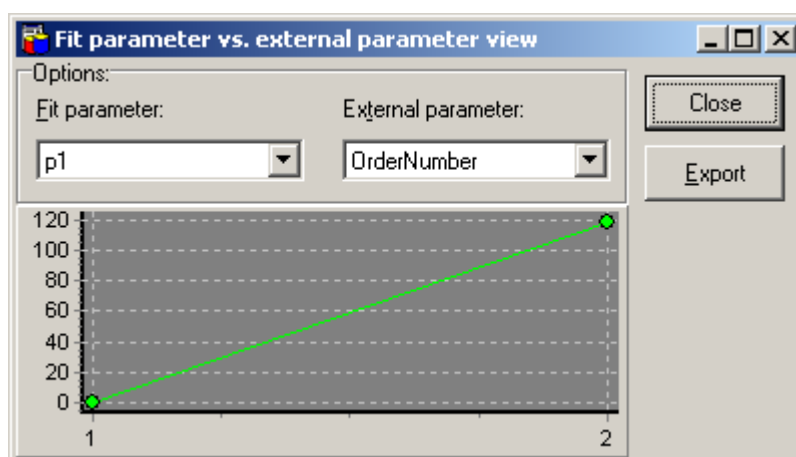 Fit parameter vs. external parameter view
Options:
Fit parameter:
External parameter:
p1
OrderNumber
Close
Export
120
100
80
60
40
20
0
1
2